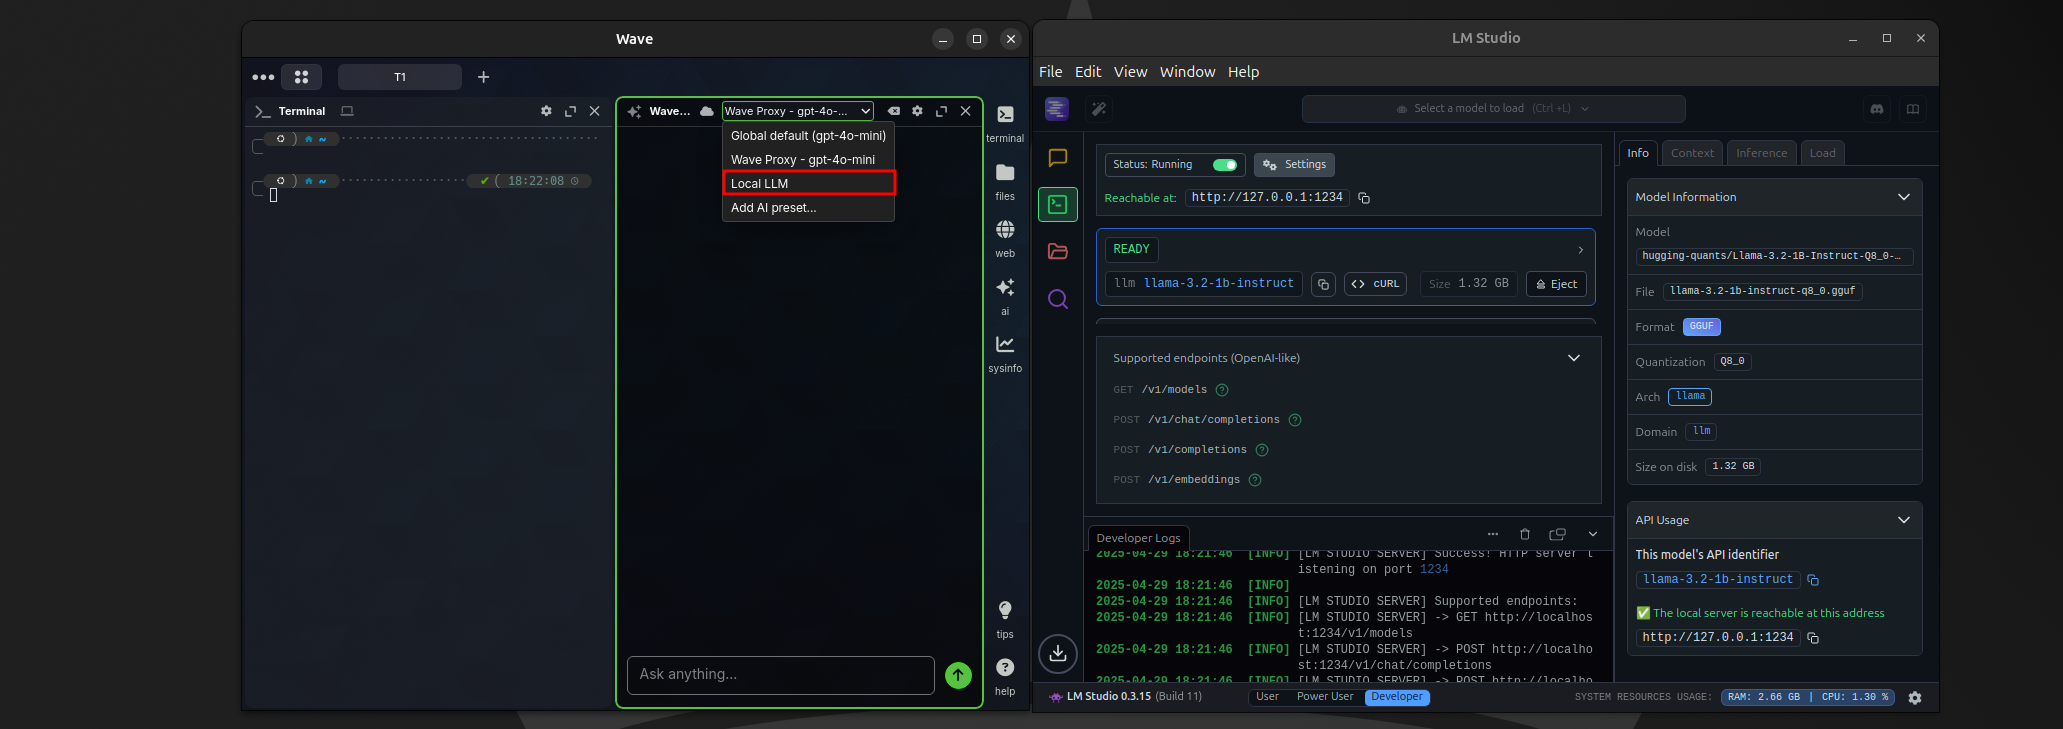 Wave
T1
Terminal
18:22:08
Wave...
Wave Proxy - gpt-4o-...
Global default (gpt-4o-mini)
Wave Proxy - gpt-4o-mini
Local LLM
Add AI preset...
Ask anything...
terminal
files
web
ai
sysinfo
tips
help
LM Studio
File Edit View Window Help
Select a model to load (Ctrl +L)
Status: Running
Settings
Reachable at: http://127.0.0.1:1234
READY
llm llama-3.2-1b-instruct
cURL
Size 1.32 GB
Eject
Supported endpoints (OpenAI-like)
GET /v1/models
POST /v1/chat/completions
POST /v1/completions
POST /v1/embeddings
Developer Logs
2025-04-29 18:21:46 [INFO] [LM STUDIO SERVER] Success! HTTP server l
istening on port 1234
2025-04-29 18:21:46 [INFO]
2025-04-29 18:21:46 [INFO] [LM STUDIO SERVER] Supported endpoints:
2025-04-29 18:21:46 [INFO] [LM STUDIO SERVER] -> GET http://localhos
t:1234/v1/models
2025-04-29 18:21:46 [INFO] [LM STUDIO SERVER] -> POST http://localho
st:1234/v1/chat/completions
2025-04-29 18:21:46 [INFO] [LM STUDIO SERVER] -> POST http://localho
Info Context Inference Load
Model Information
Model
hugging-quants/Llama-3.2-1B-Instruct-Q8_0-…
File llama-3.2-1b-instruct-q8_0.gguf
Format GGUF
Quantization Q8_0
Arch llama
Domain llm
Size on disk 1.32 GB
API Usage
This model's API identifier
llama-3.2-1b-instruct
✅ The local server is reachable at this address
http://127.0.0.1:1234
LM Studio 0.3.15 (Build 11)
User Power User Developer
SYSTEM RESOURCES USAGE: RAM: 2.66 GB | CPU: 1.30 %